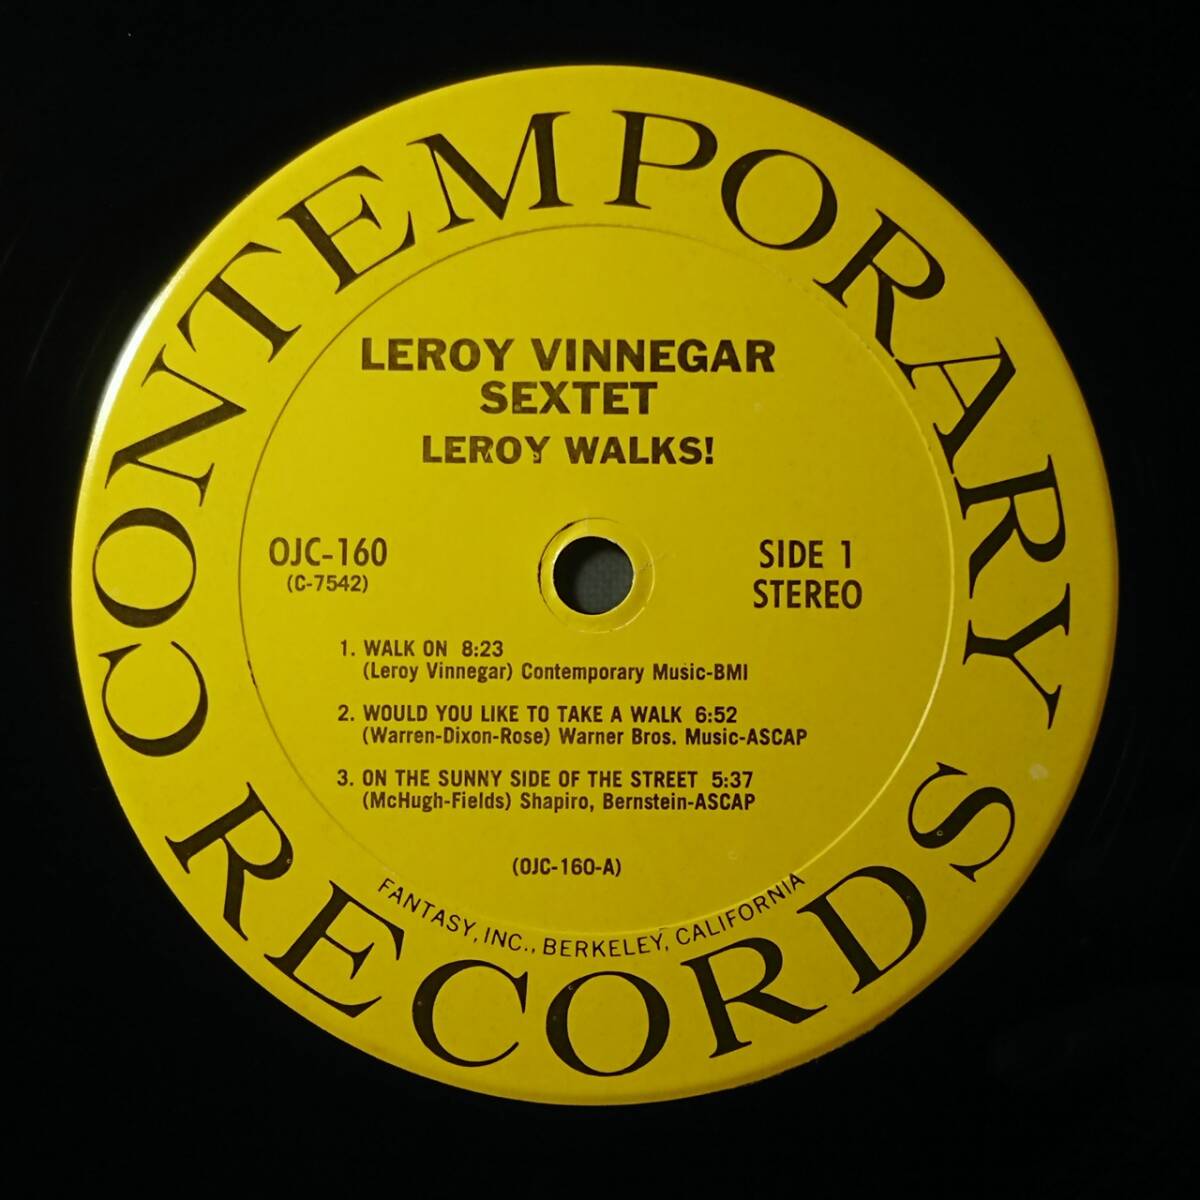 CONTEMPORARY RECORDS
LEROY VINNEGAR
SEXTET
LEROY WALKS!
OJC-160
(C-7542)
SIDE 1
STEREO
1. WALK ON 8:23
(Leroy Vinnegar) Contemporary Music-BMI
2. WOULD YOU LIKE TO TAKE A WALK 6:52
(Warren-Dixon-Rose) Warner Bros. Music-ASCAP
3. ON THE SUNNY SIDE OF THE STREET 5:37
(McHugh-Fields) Shapiro, Bernstein-ASCAP
(OJC-160-A)
FANTASY, INC., BERKELEY, CALIFORNIA